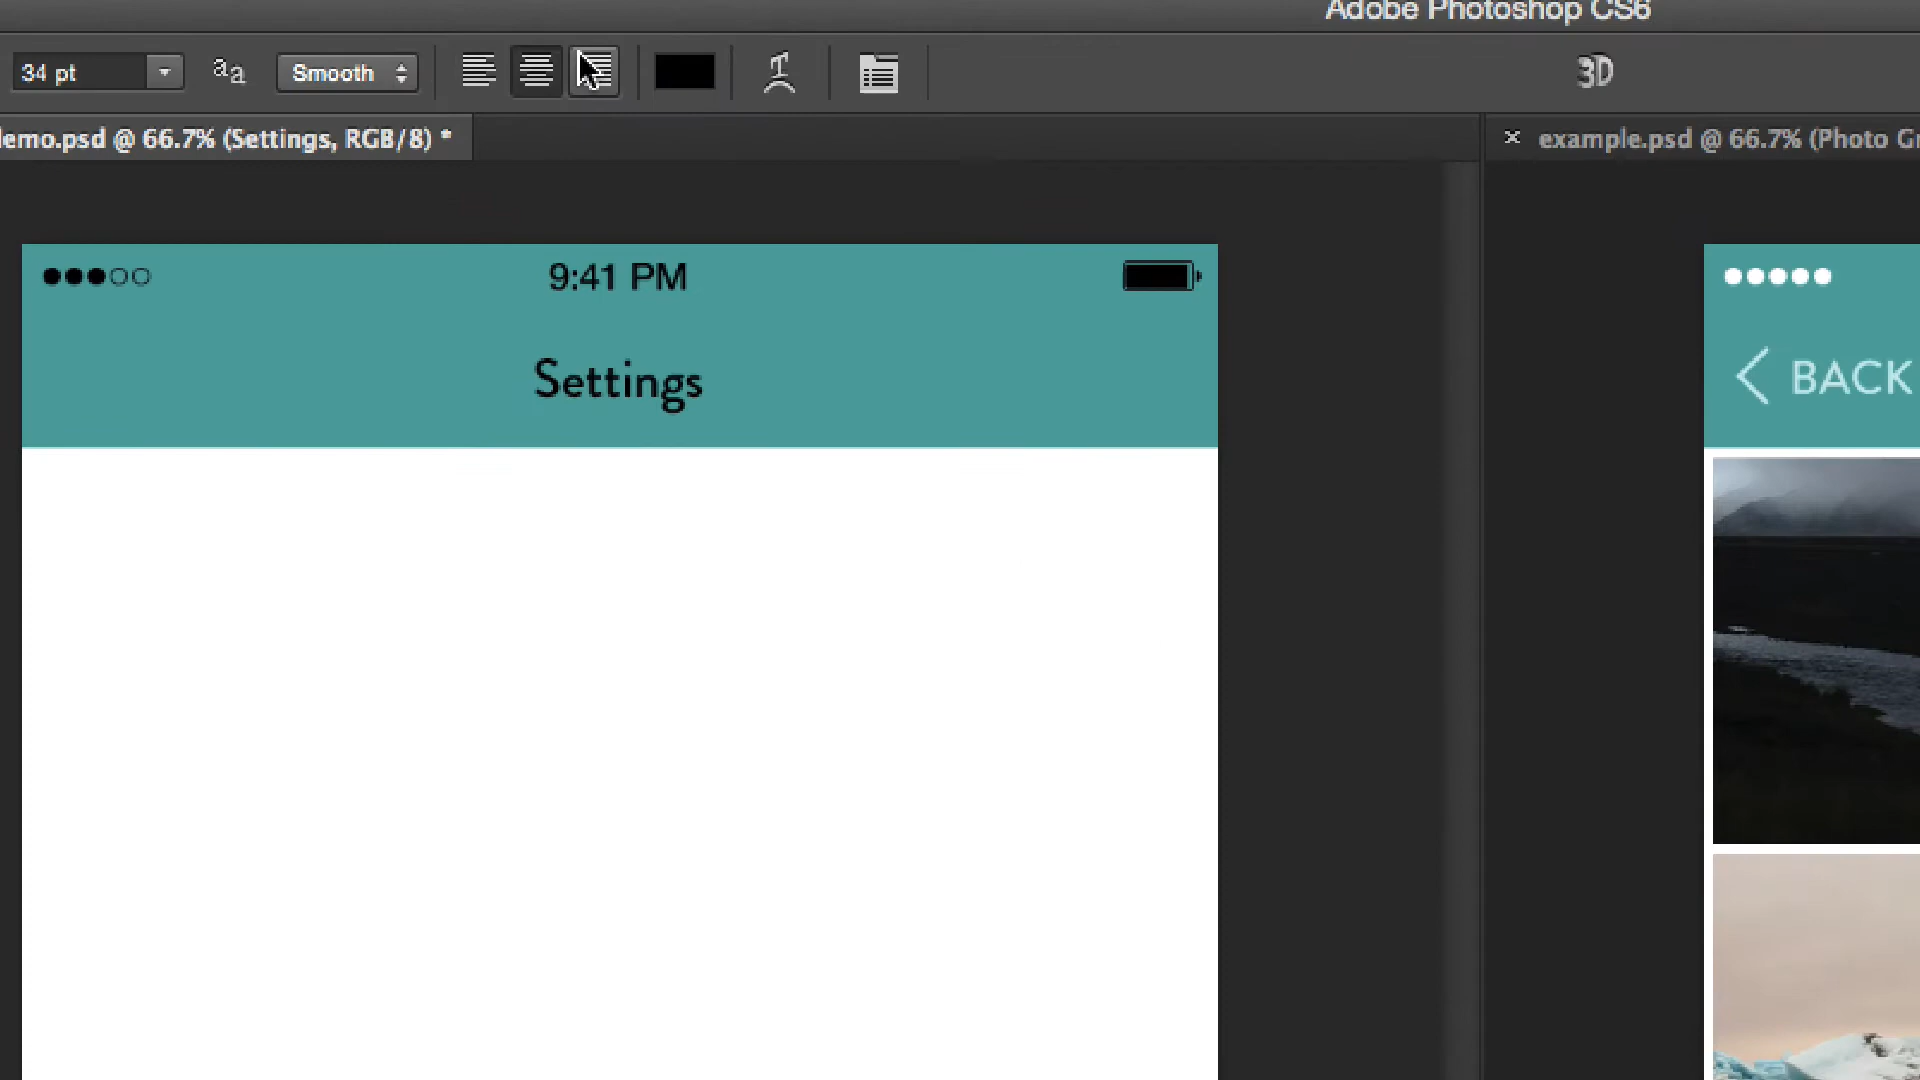 Adobe Photoshop CS6
34 pt
aa
Smooth
3D
emo.psd @ 66.7% (Settings, RGB/8) *
× example.psd @ 66.7% (Photo
9:41 PM
Settings
BACK